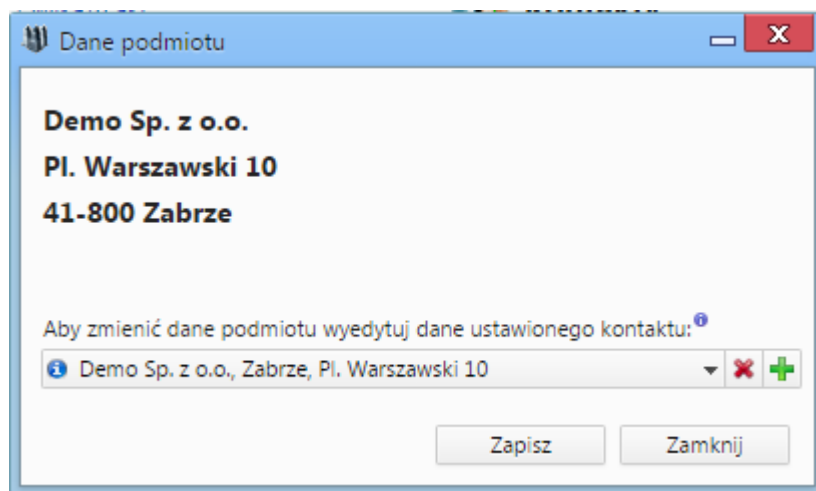 Dane podmiotu
Demo Sp. z o.o.
Pl. Warszawski 10
41-800 Zabrze
Aby zmienić dane podmiotu wyedytuj dane ustawionego kontaktu:
Demo Sp. z o.o., Zabrze, Pl. Warszawski 10
Zapisz Zamknij